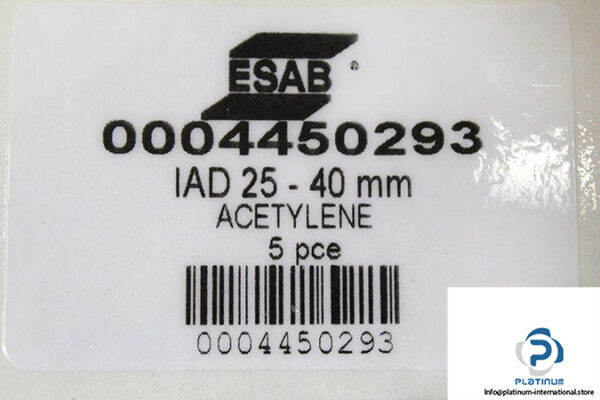 ESAB ®
0004450293
IAD 25 - 40 mm
ACETYLENE
5 pce
0004450293
PLATINUM
Info@platinum-international.store